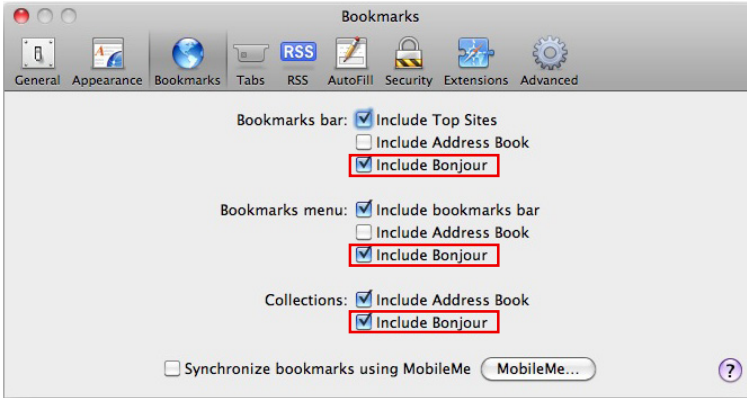 Bookmarks
RSS
General Appearance Bookmarks Tabs RSS AutoFill Security Extensions Advanced
Bookmarks bar: Include Top Sites
Include Address Book
Include Bonjour
Bookmarks menu: Include bookmarks bar
Include Address Book
Include Bonjour
Collections: Include Address Book
Include Bonjour
Synchronize bookmarks using MobileMe MobileMe... ?